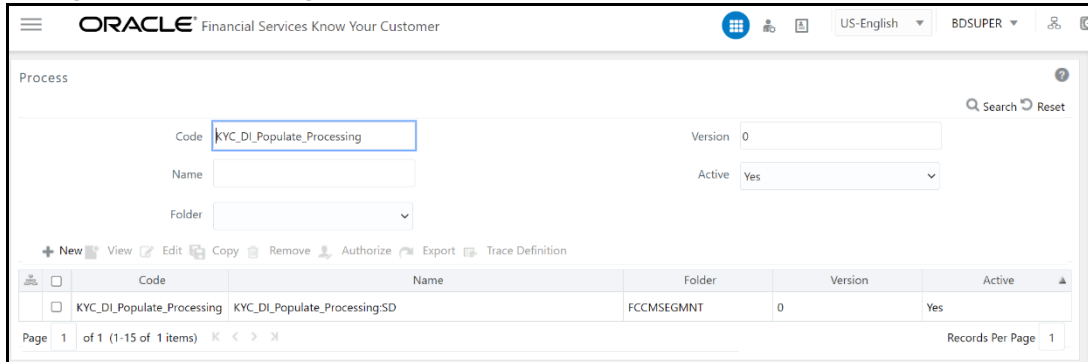 ORACLE® Financial Services Know Your Customer US-English BDSUPER
Process
Search Reset
Code KYC_DI_Populate_Processing Version 0
Name Active Yes
Folder
New View Edit Copy Remove Authorize Export Trace Definition
Code Name Folder Version Active
KYC_DI_Populate_Processing KYC_DI_Populate_Processing:SD FCCMSEGMNT 0 Yes
Page 1 of 1 (1-15 of 1 items) Records Per Page 1